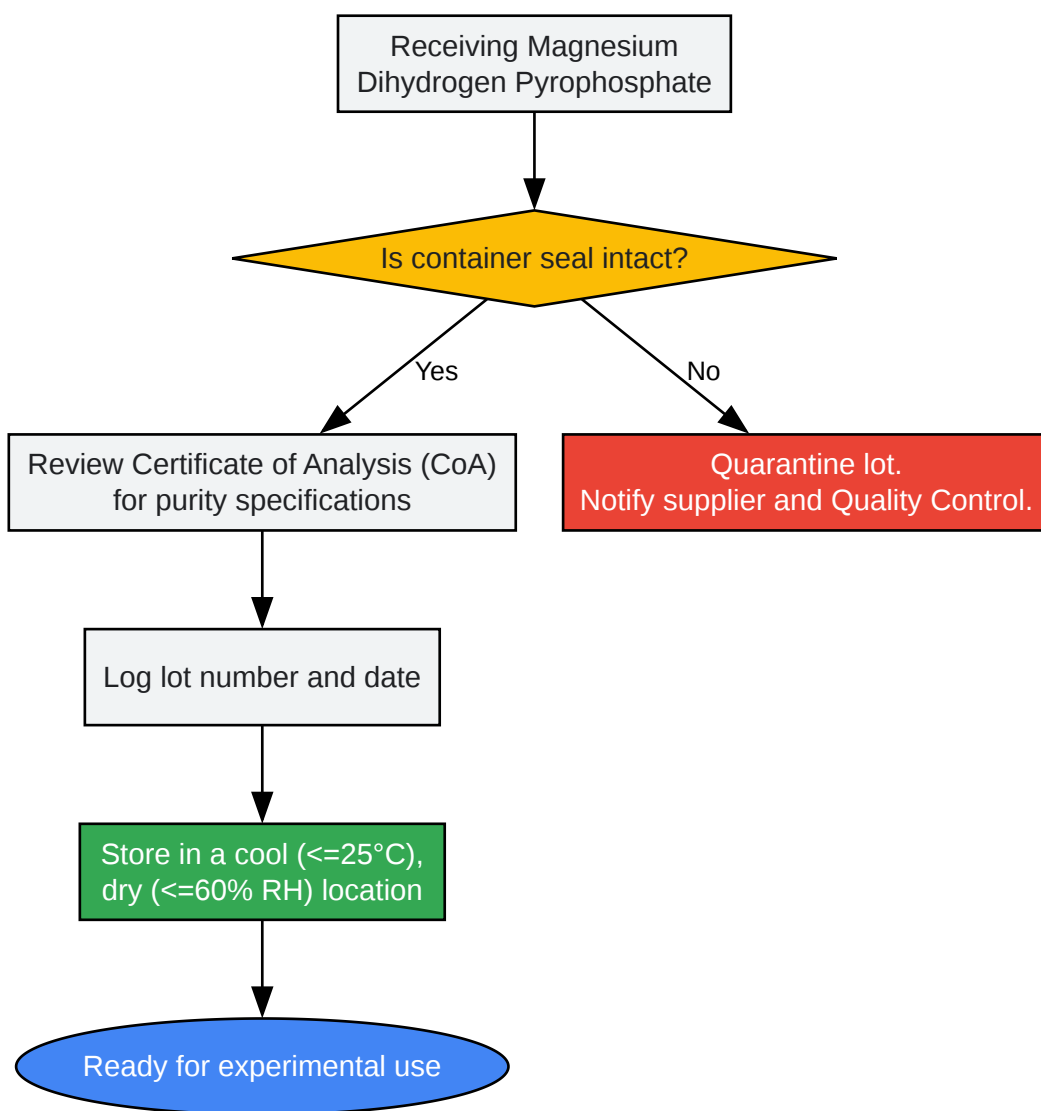 Receiving Magnesium
Dihydrogen Pyrophosphate
Is container seal intact?
Yes
No
Review Certificate of Analysis (CoA)
for purity specifications
Quarantine lot.
Notify supplier and Quality Control.
Log lot number and date
Store in a cool (<=25°C),
dry (<=60% RH) location
Ready for experimental use